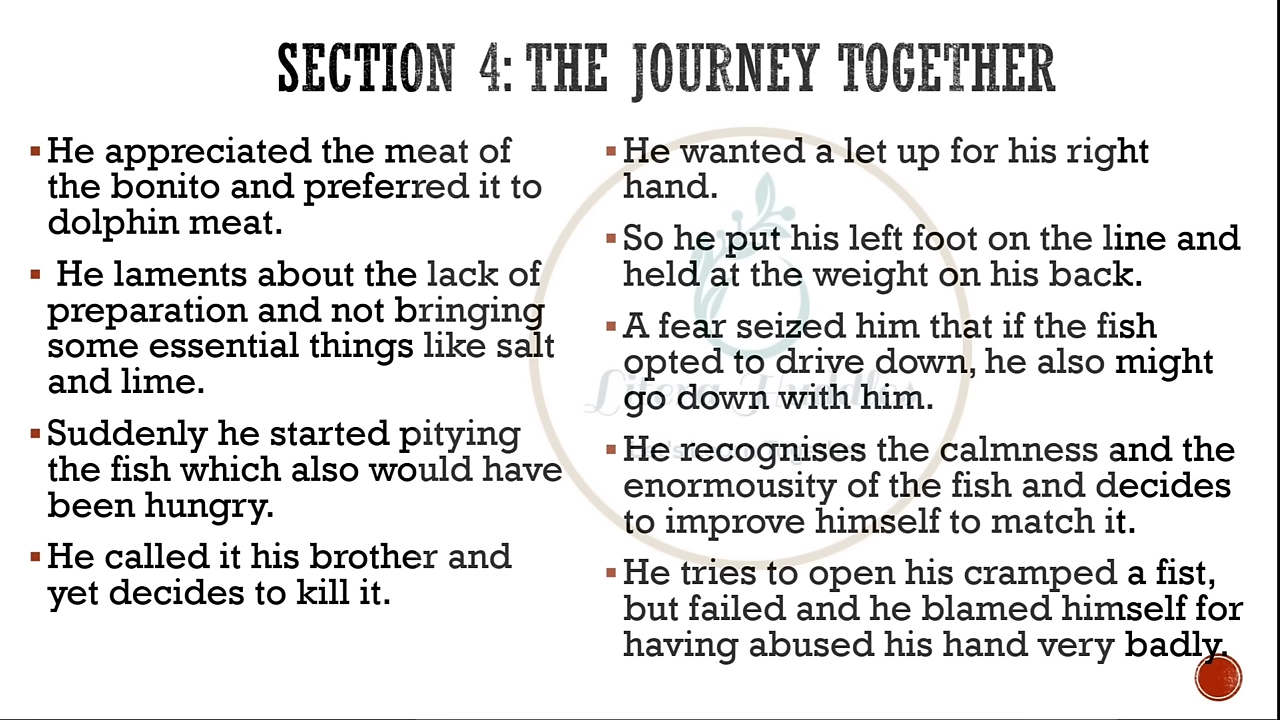 SECTION 4: THE JOURNEY TOGETHER
▪He appreciated the meat of
the bonito and preferred it to
dolphin meat.
▪ He laments about the lack of
preparation and not bringing
some essential things like salt
and lime.
▪Suddenly he started pitying
the fish which also would have
been hungry.
▪He called it his brother and
yet decides to kill it.
▪He wanted a let up for his right
hand.
▪So he put his left foot on the line and
held at the weight on his back.
▪A fear seized him that if the fish
opted to drive down, he also might
go down with him.
▪He recognises the calmness and the
enormousity of the fish and decides
to improve himself to match it.
▪He tries to open his cramped a fist,
but failed and he blamed himself for
having abused his hand very badly.